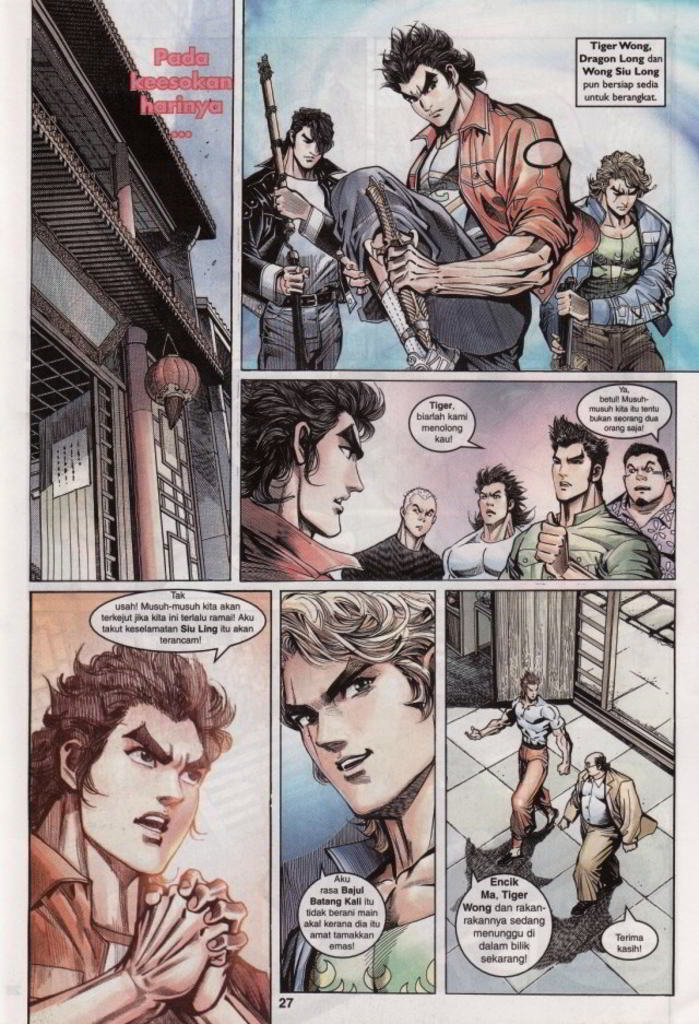 Pada
keesokan
harinya
...
Tiger Wong,
Dragon Long dan
Wong Siu Long
pun bersiap sedia
untuk berangkat.
Tiger,
biarlah kami
menolong
kau!
Ya,
betul! Musuh-
musuh kita itu tentu
bukan seorang dua
orang saja!
Tak
usah! Musuh-musuh kita akan
terkejut jika kita ini terlalu ramai! Aku
takut keselamatan Siu Ling itu akan
terancam!
Aku
rasa Bajul
Batang Kali itu
tidak berani main
akal kerana dia itu
amat tamakkan
emas!
Encik
Ma, Tiger
Wong dan rakan-
rakannya sedang
menunggu di
dalam bilik
sekarang!
Terima
kasih!
27